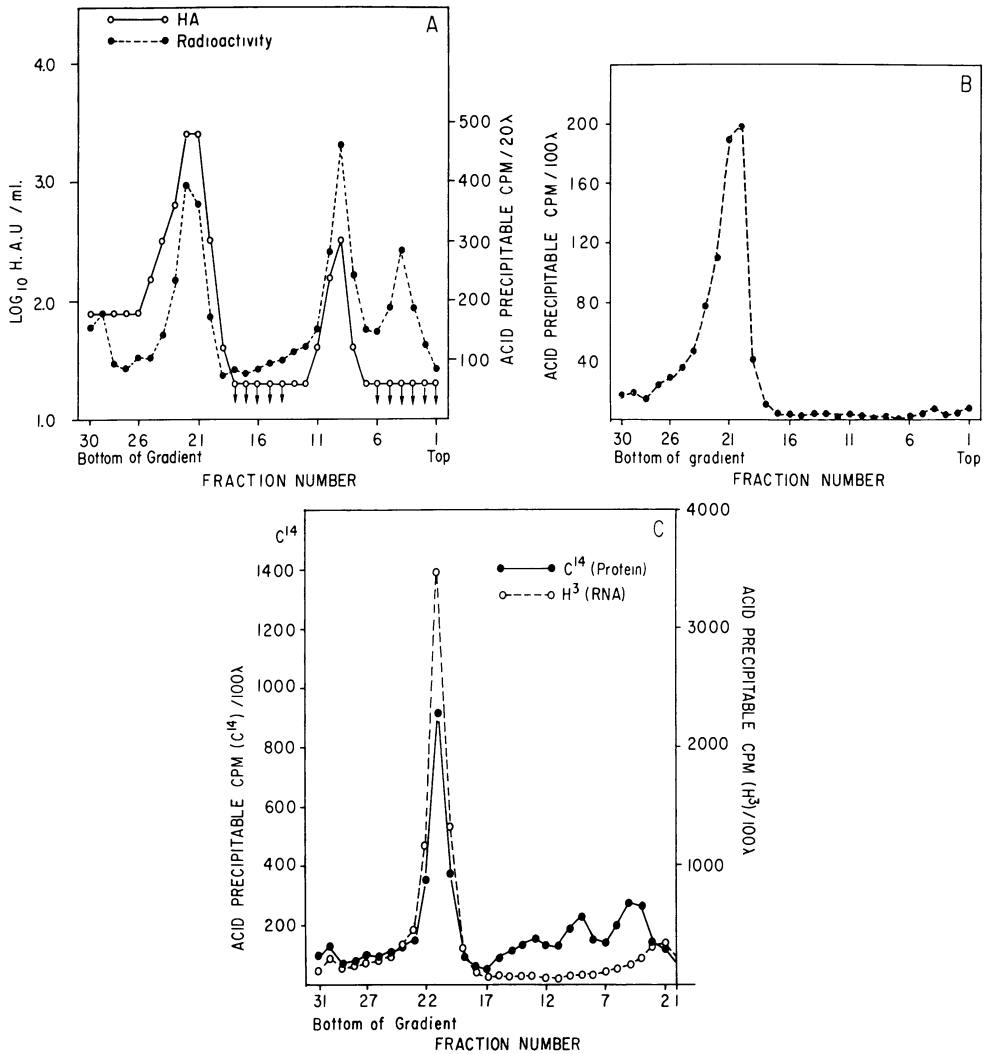 A
HA
Radioactivity
LOG10 H.A.U / ml.
4.0
3.0
2.0
1.0
500
400
300
200
100
ACID PRECIPITABLE CPM/20λ
30 26 21 16 11 6 1
Bottom of Gradient Top
FRACTION NUMBER
B
ACID PRECIPITABLE CPM/100λ
200
160
120
80
40
30 26 21 16 11 6 1
Bottom of gradient Top
FRACTION NUMBER
C
C14
C14 (Protein)
H3 (RNA)
ACID PRECIPITABLE CPM (C14) /100λ
1400
1200
1000
800
600
400
200
4000
3000
2000
1000
ACID PRECIPITABLE CPM (H3)/100λ
31 27 22 17 12 7 2 1
Bottom of Gradient
FRACTION NUMBER